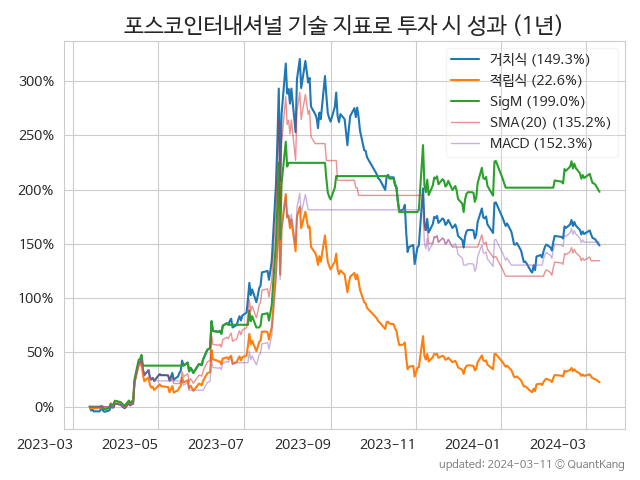 포스코인터내셔널 기술 지표로 투자 시 성과 (1년)
거치식 (149.3%)
적립식 (22.6%)
SigM (199.0%)
SMA(20) (135.2%)
MACD (152.3%)
300%
250%
200%
150%
100%
50%
0%
2023-03 2023-05 2023-07 2023-09 2023-11 2024-01 2024-03
updated: 2024-03-11 © QuantKang